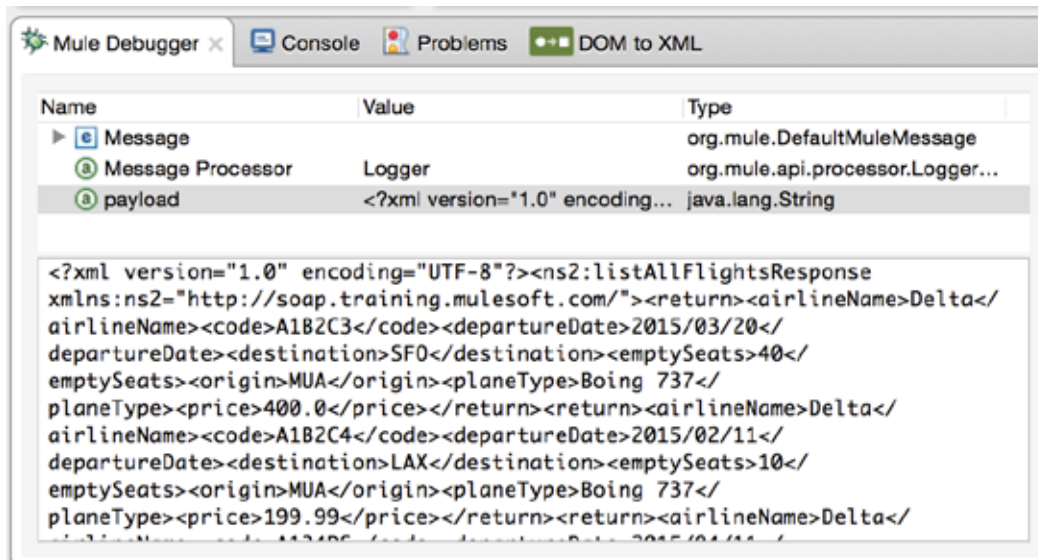 Mule Debugger Console Problems DOM to XML
Name Value Type
Message org.mule.DefaultMuleMessage
Message Processor Logger org.mule.api.processor.Logger...
payload <?xml version="1.0" encoding... java.lang.String
<?xml version="1.0" encoding="UTF-8"?><ns2:listAllFlightsResponse
xmlns:ns2="http://soap.training.mulesoft.com/"><return><airlineName>Delta</
airlineName><code>A1B2C3</code><departureDate>2015/03/20</
departureDate><destination>SFO</destination><emptySeats>40</
emptySeats><origin>MUA</origin><planeType>Boing 737</
planeType><price>400.0</price></return><return><airlineName>Delta</
airlineName><code>A1B2C4</code><departureDate>2015/02/11</
departureDate><destination>LAX</destination><emptySeats>10</
emptySeats><origin>MUA</origin><planeType>Boing 737</
planeType><price>199.99</price></return><return><airlineName>Delta</